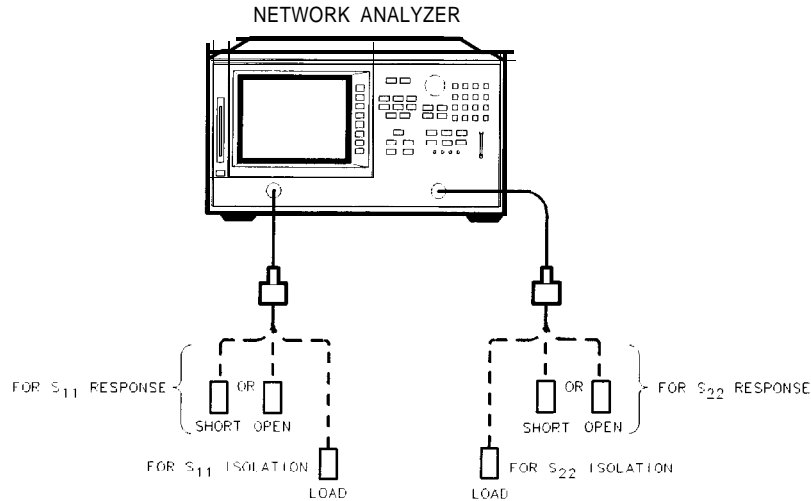 NETWORK ANALYZER
FOR S11 RESPONSE
OR
SHORT OPEN
FOR S11 ISOLATION
LOAD
OR
FOR S22 RESPONSE
SHORT OPEN
FOR S22 ISOLATION
LOAD